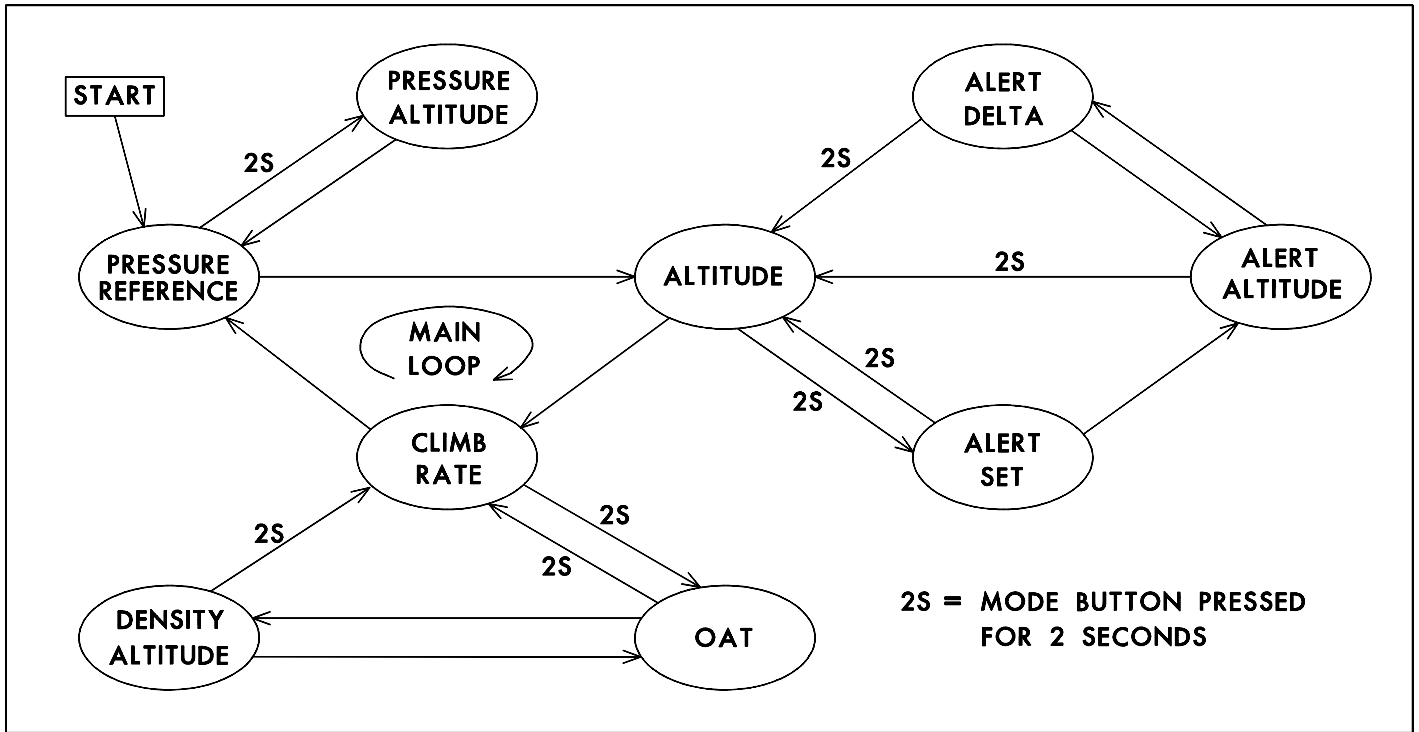 START
PRESSURE
ALTITUDE
ALERT
DELTA
2S
2S
PRESSURE
REFERENCE
ALTITUDE
2S
ALERT
ALTITUDE
MAIN
LOOP
2S
2S
CLIMB
RATE
ALERT
SET
2S
2S
2S
DENSITY
ALTITUDE
OAT
2S = MODE BUTTON PRESSED
FOR 2 SECONDS